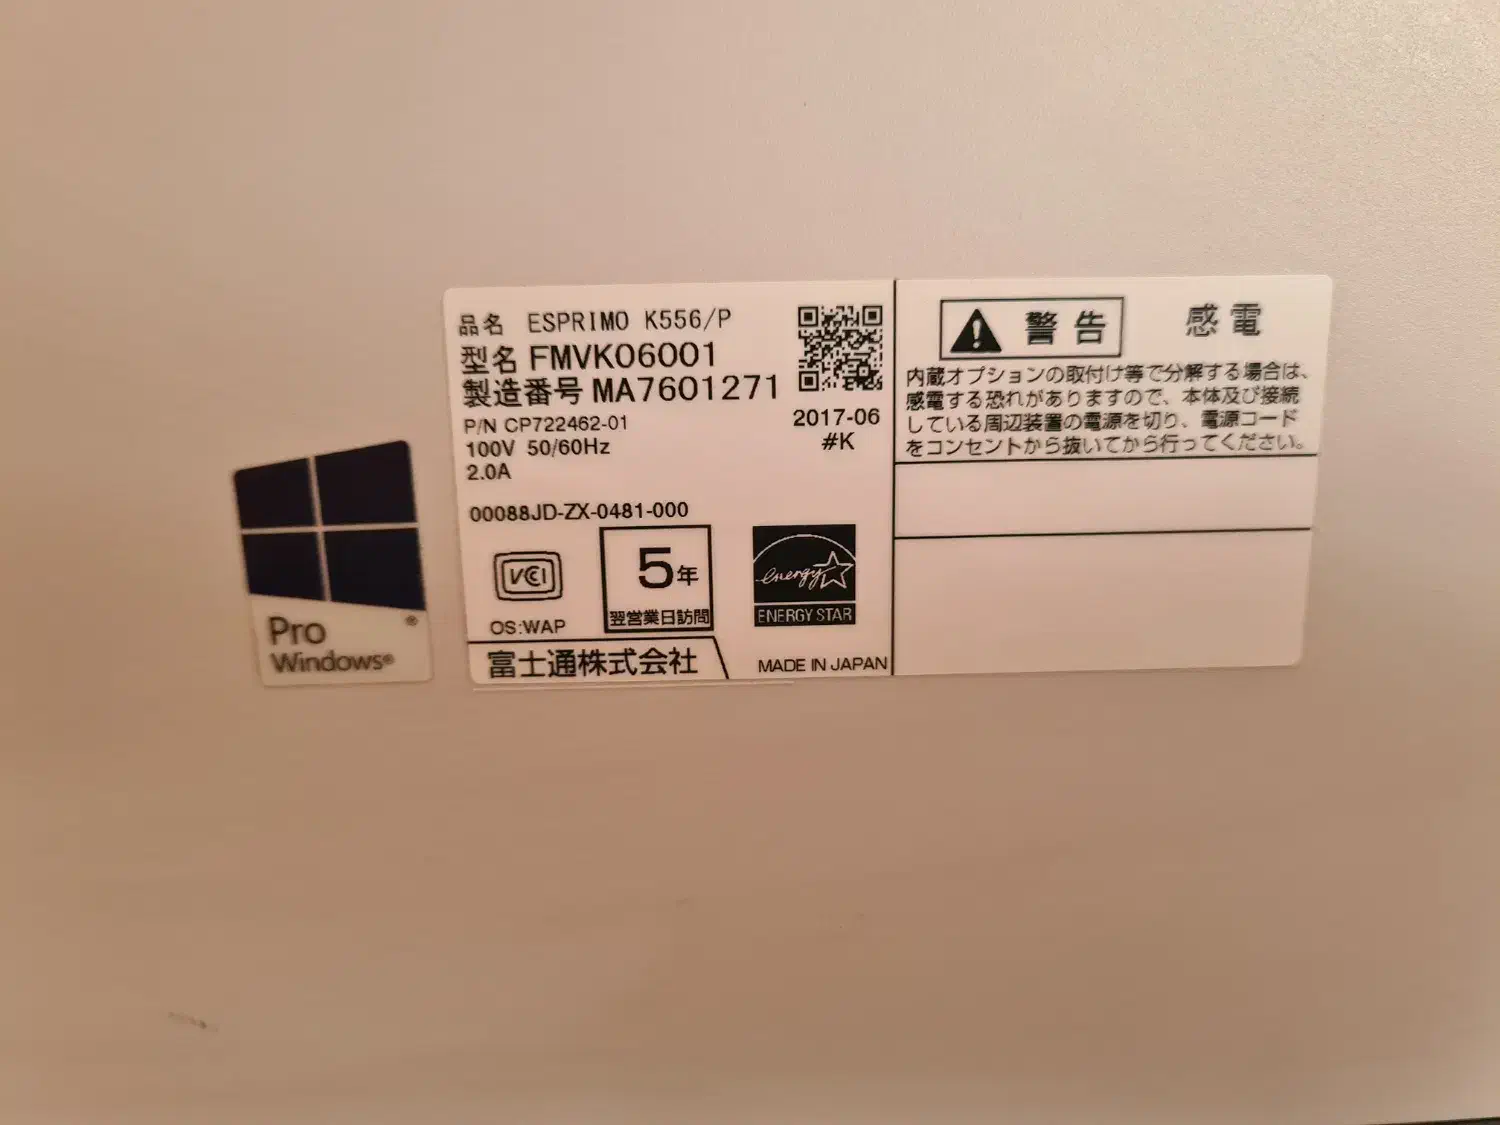 品名 ESPRIMO K556/P
型名 FMVK06001
製造番号 MA7601271
P/N CP722462-01
100V 50/60Hz
2.0A
2017-06
#K
00088JD-ZX-0481-000
VCI
OS:WAP
5年
翌営業日訪問
energy
ENERGY STAR
富士通株式会社
MADE IN JAPAN
警告 感電
内蔵オプションの取付け等で分解する場合は、
感電する恐れがありますので、本体及び接続
している周辺装置の電源を切り、電源コード
をコンセントから抜いてから行ってください。
Pro ®
Windows®